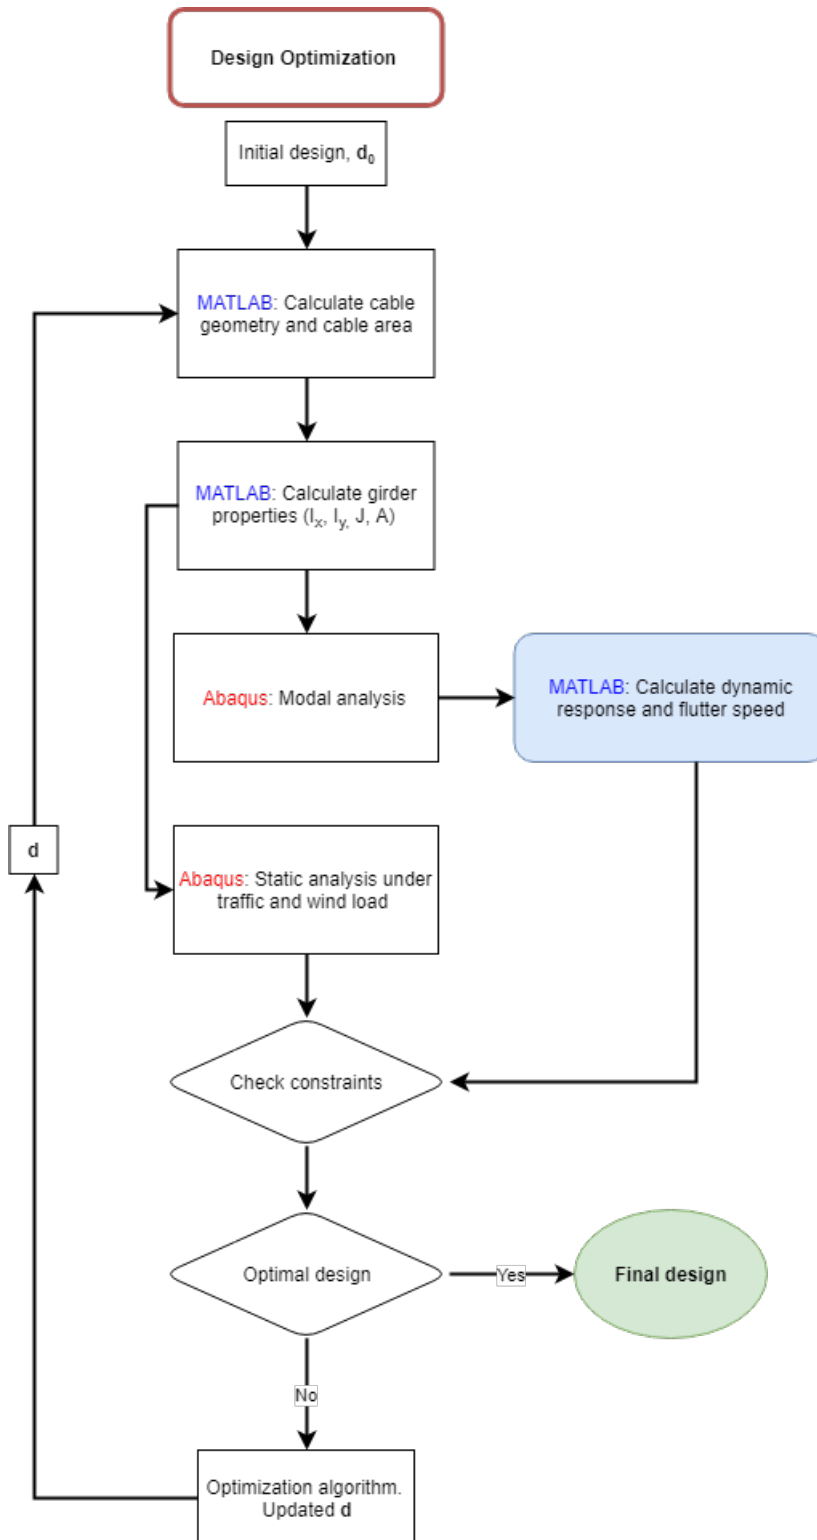 Design Optimization
Initial design, d₀
MATLAB: Calculate cable
geometry and cable area
MATLAB: Calculate girder
properties (Iₓ, I_y, J, A)
Abaqus: Modal analysis
MATLAB: Calculate dynamic
response and flutter speed
d
Abaqus: Static analysis under
traffic and wind load
Check constraints
Optimal design
Yes
Final design
No
Optimization algorithm.
Updated d